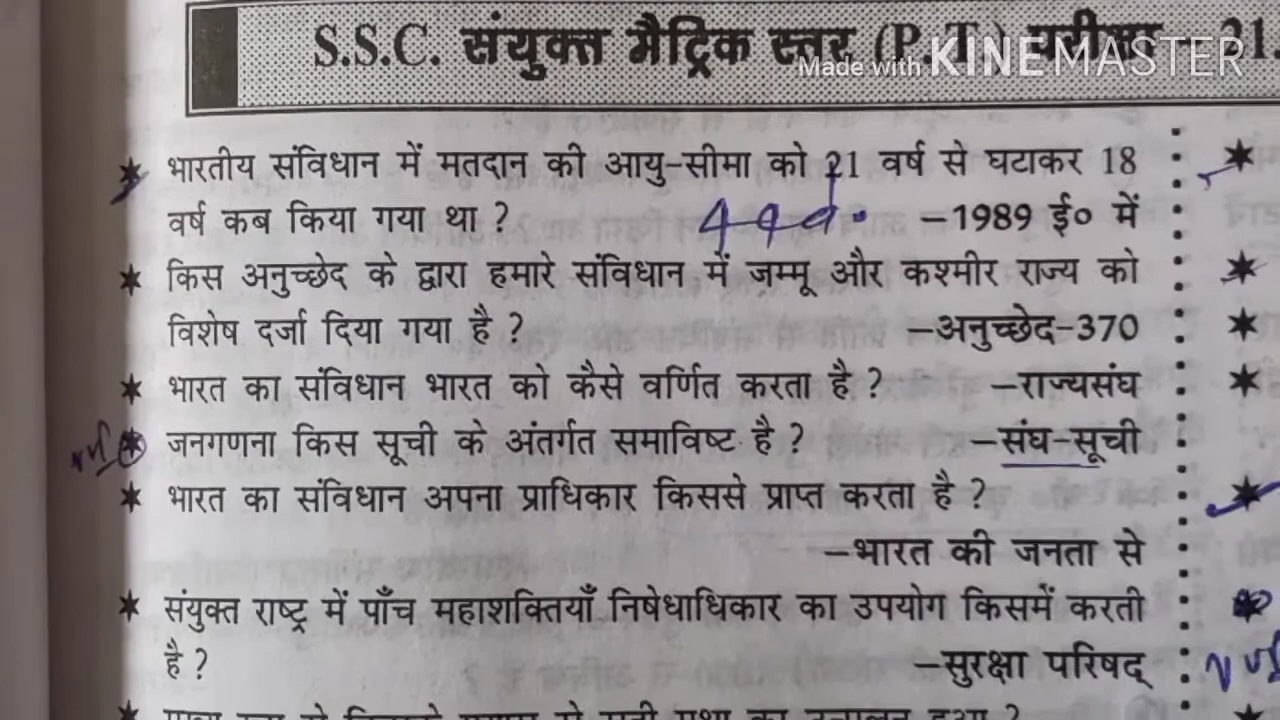 S.S.C. संयुक्त मैट्रिक स्तर (P.T.) परीक्षा – 31.
Made with KINEMASTER
भारतीय संविधान में मतदान की आयु-सीमा को 21 वर्ष से घटाकर 18
वर्ष कब किया गया था ? –1989 ई० में
किस अनुच्छेद के द्वारा हमारे संविधान में जम्मू और कश्मीर राज्य को
विशेष दर्जा दिया गया है ? –अनुच्छेद-370
भारत का संविधान भारत को कैसे वर्णित करता है ? –राज्यसंघ
जनगणना किस सूची के अंतर्गत समाविष्ट है ? –संघ-सूची
भारत का संविधान अपना प्राधिकार किससे प्राप्त करता है ?
–भारत की जनता से
संयुक्त राष्ट्र में पाँच महाशक्तियाँ निषेधाधिकार का उपयोग किसमें करती
है ? –सुरक्षा परिषद्